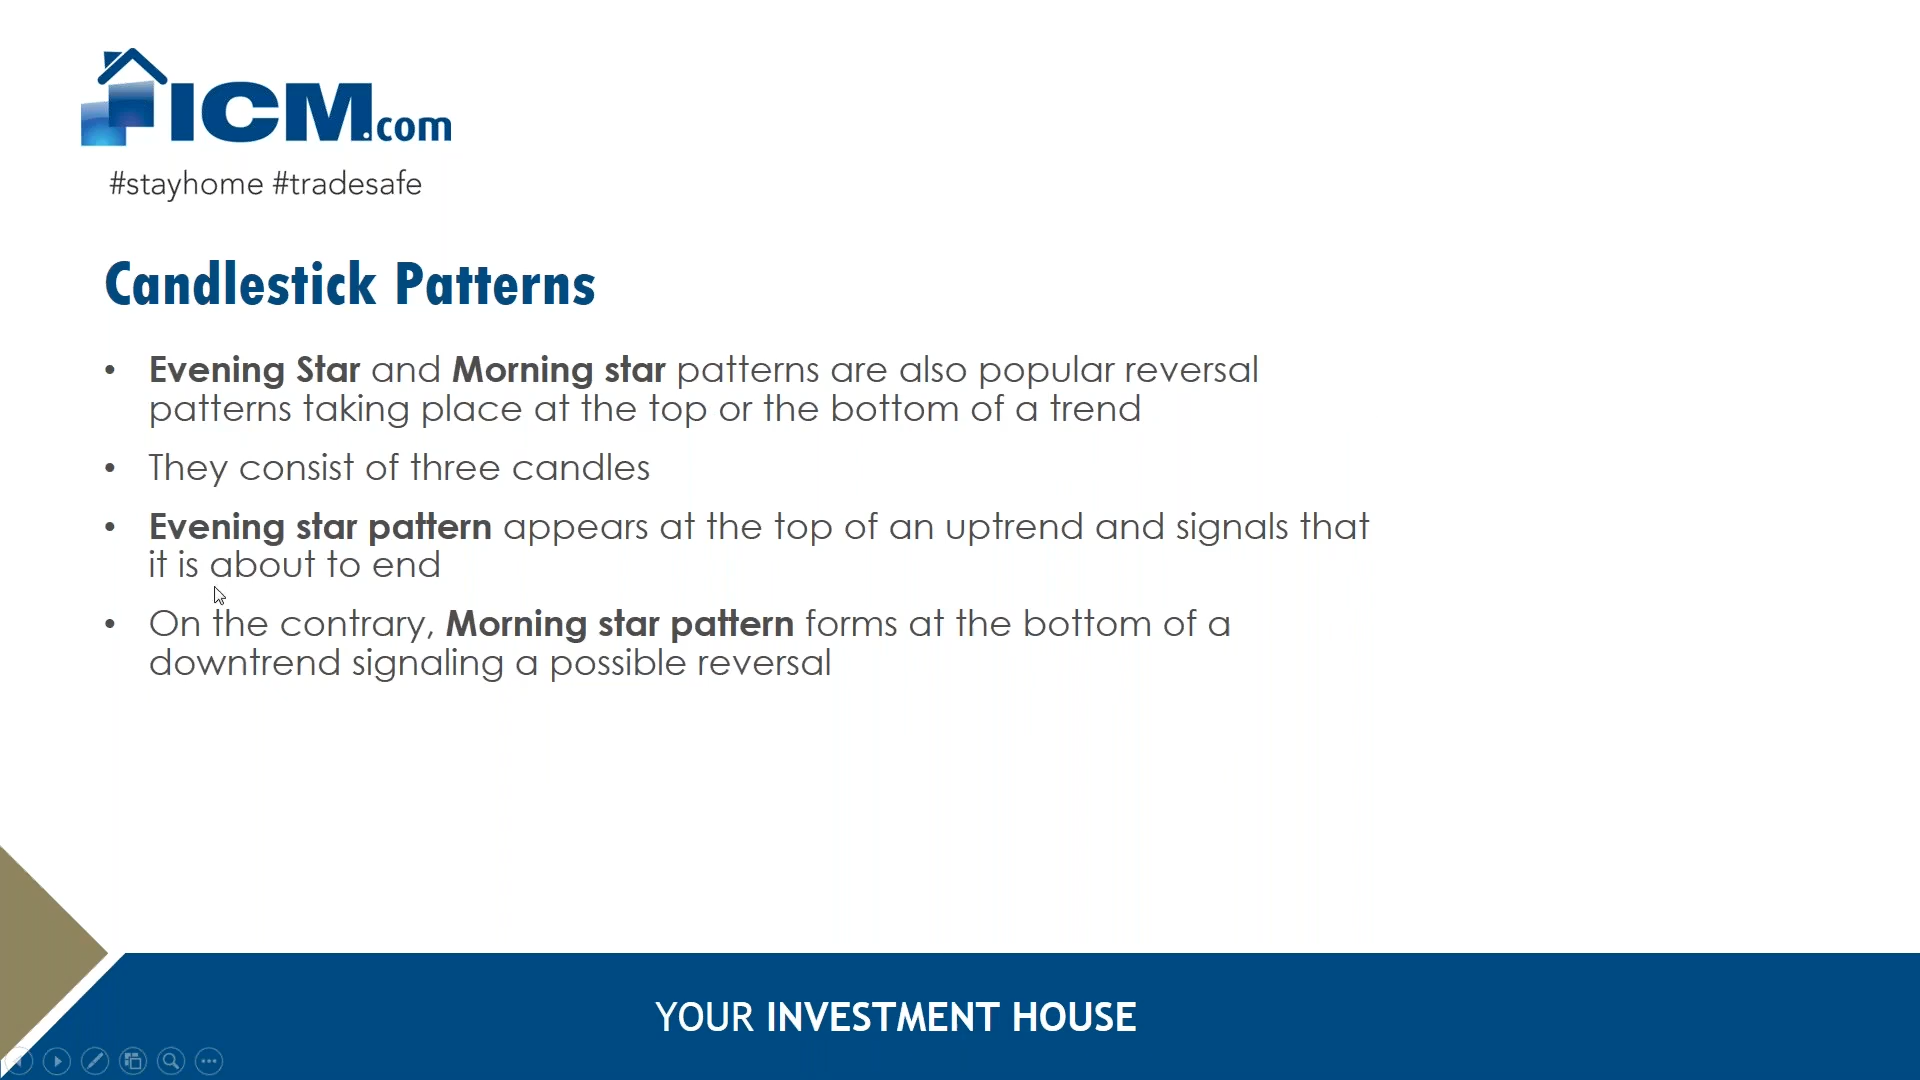 ICM.com
#stayhome #tradesafe
Candlestick Patterns
• Evening Star and Morning star patterns are also popular reversal
patterns taking place at the top or the bottom of a trend
• They consist of three candles
• Evening star pattern appears at the top of an uptrend and signals that
it is about to end
• On the contrary, Morning star pattern forms at the bottom of a
downtrend signaling a possible reversal
YOUR INVESTMENT HOUSE